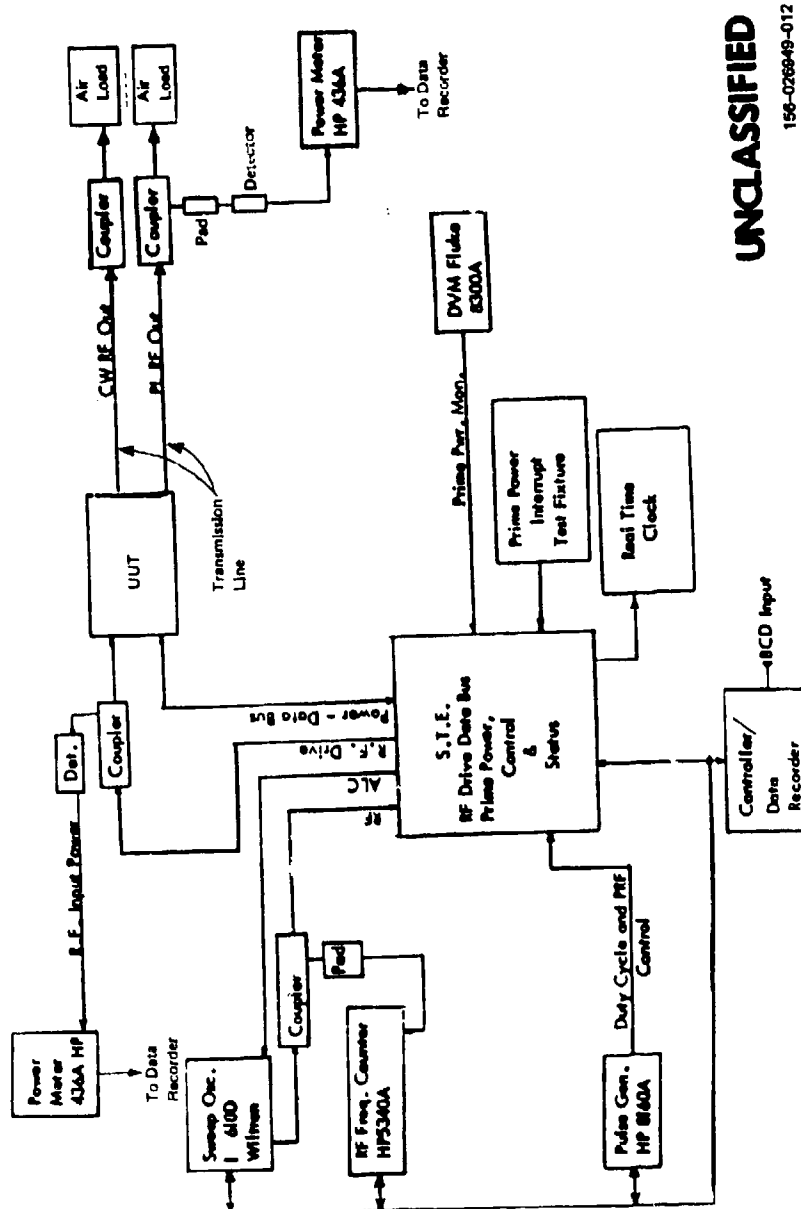 Air
Load
Air
Load
Coupler
Coupler
CW RF Out
PL RF Out
Pad
Detector
Power Meter
HP 436A
To Data
Recorder
UUT
Transmission
Line
Coupler
Det.
R.F. Input Power
Power
Meter
436A HP
To Data
Recorder
Power - Data Bus
R.F. Drive
ALC
RF
Sweep Osc.
610D
Wiltron
Coupler
Pad
RF Freq. Counter
HP5340A
S.T.E.
RF Drive Data Bus
Prime Power,
Control
&
Status
Prime Pwr. Mon.
DVM Fluke
8300A
Prime Power
Interrupt
Test Fixture
Real Time
Clock
Duty Cycle and PRF
Control
Pulse Gen.
HP 8160A
Controller/
Data
Recorder
BCD Input
UNCLASSIFIED
156-026949-012